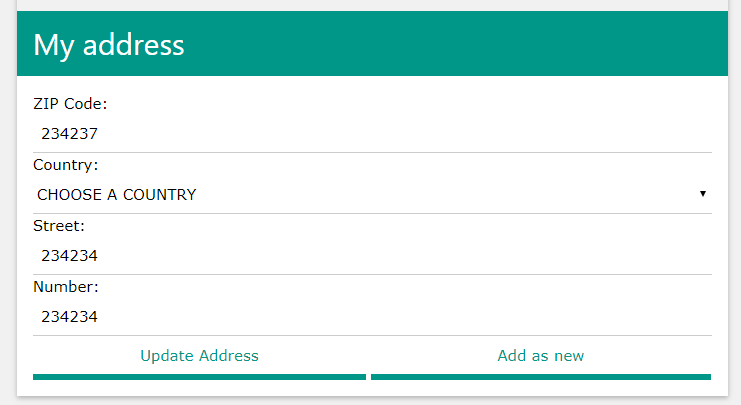 My address
ZIP Code:
234237
Country:
CHOOSE A COUNTRY
Street:
234234
Number:
234234
Update Address Add as new